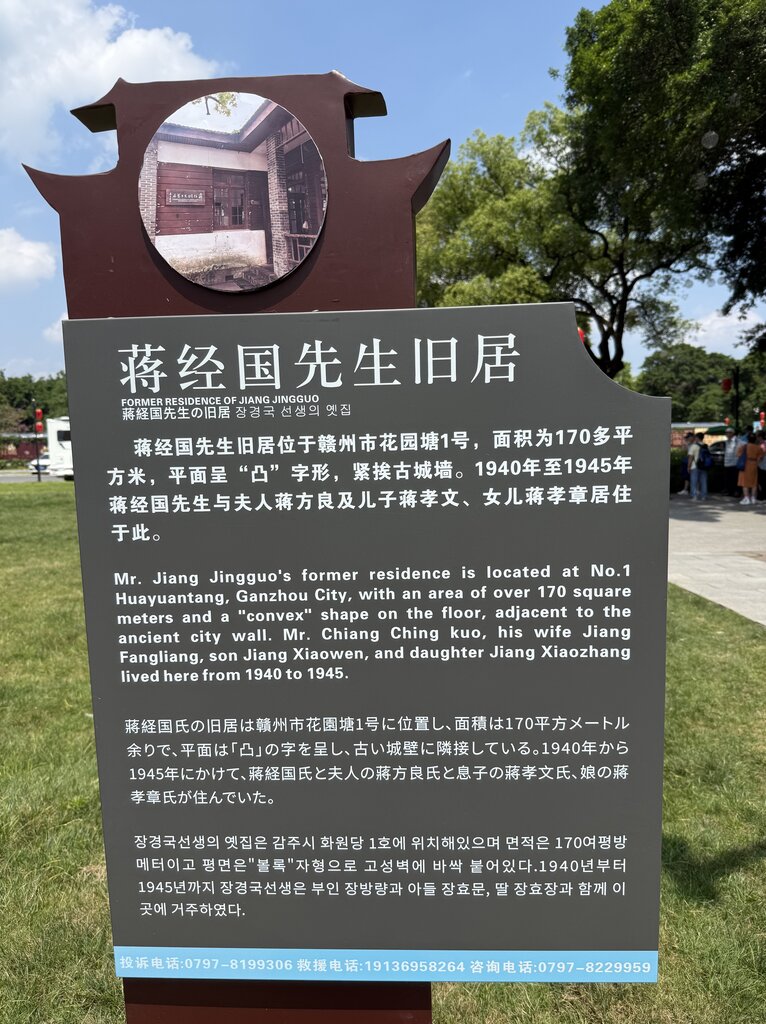 蒋经国先生旧居
FORMER RESIDENCE OF JIANG JINGGUO
蔣経国先生の旧居 장경국 선생의 옛집
蒋经国先生旧居位于赣州市花园塘1号，面积为170多平
方米，平面呈“凸”字形，紧挨古城墙。1940年至1945年
蒋经国先生与夫人蒋方良及儿子蒋孝文、女儿蒋孝章居住
于此。
Mr. Jiang Jingguo's former residence is located at No.1
Huayuantang, Ganzhou City, with an area of over 170 square
meters and a "convex" shape on the floor, adjacent to the
ancient city wall. Mr. Chiang Ching kuo, his wife Jiang
Fangliang, son Jiang Xiaowen, and daughter Jiang Xiaozhang
lived here from 1940 to 1945.
蔣経国氏の旧居は贛州市花園塘1号に位置し、面積は170平方メートル
余りで、平面は「凸」の字を呈し、古い城壁に隣接している。1940年から
1945年にかけて、蔣経国氏と夫人の蔣方良氏と息子の蔣孝文氏、娘の蔣
孝章氏が住んでいた。
장경국선생의 옛집은 감주시 화원당 1호에 위치해있으며 면적은 170여평방
메터이고 평면은"볼록"자형으로 고성벽에 바싹 붙어있다.1940년부터
1945년까지 장경국선생은 부인 장방량과 아들 장효문, 딸 장효장과 함께 이
곳에 거주하였다.
投诉电话:0797-8199306 救援电话:19136958264 咨询电话:0797-8229959